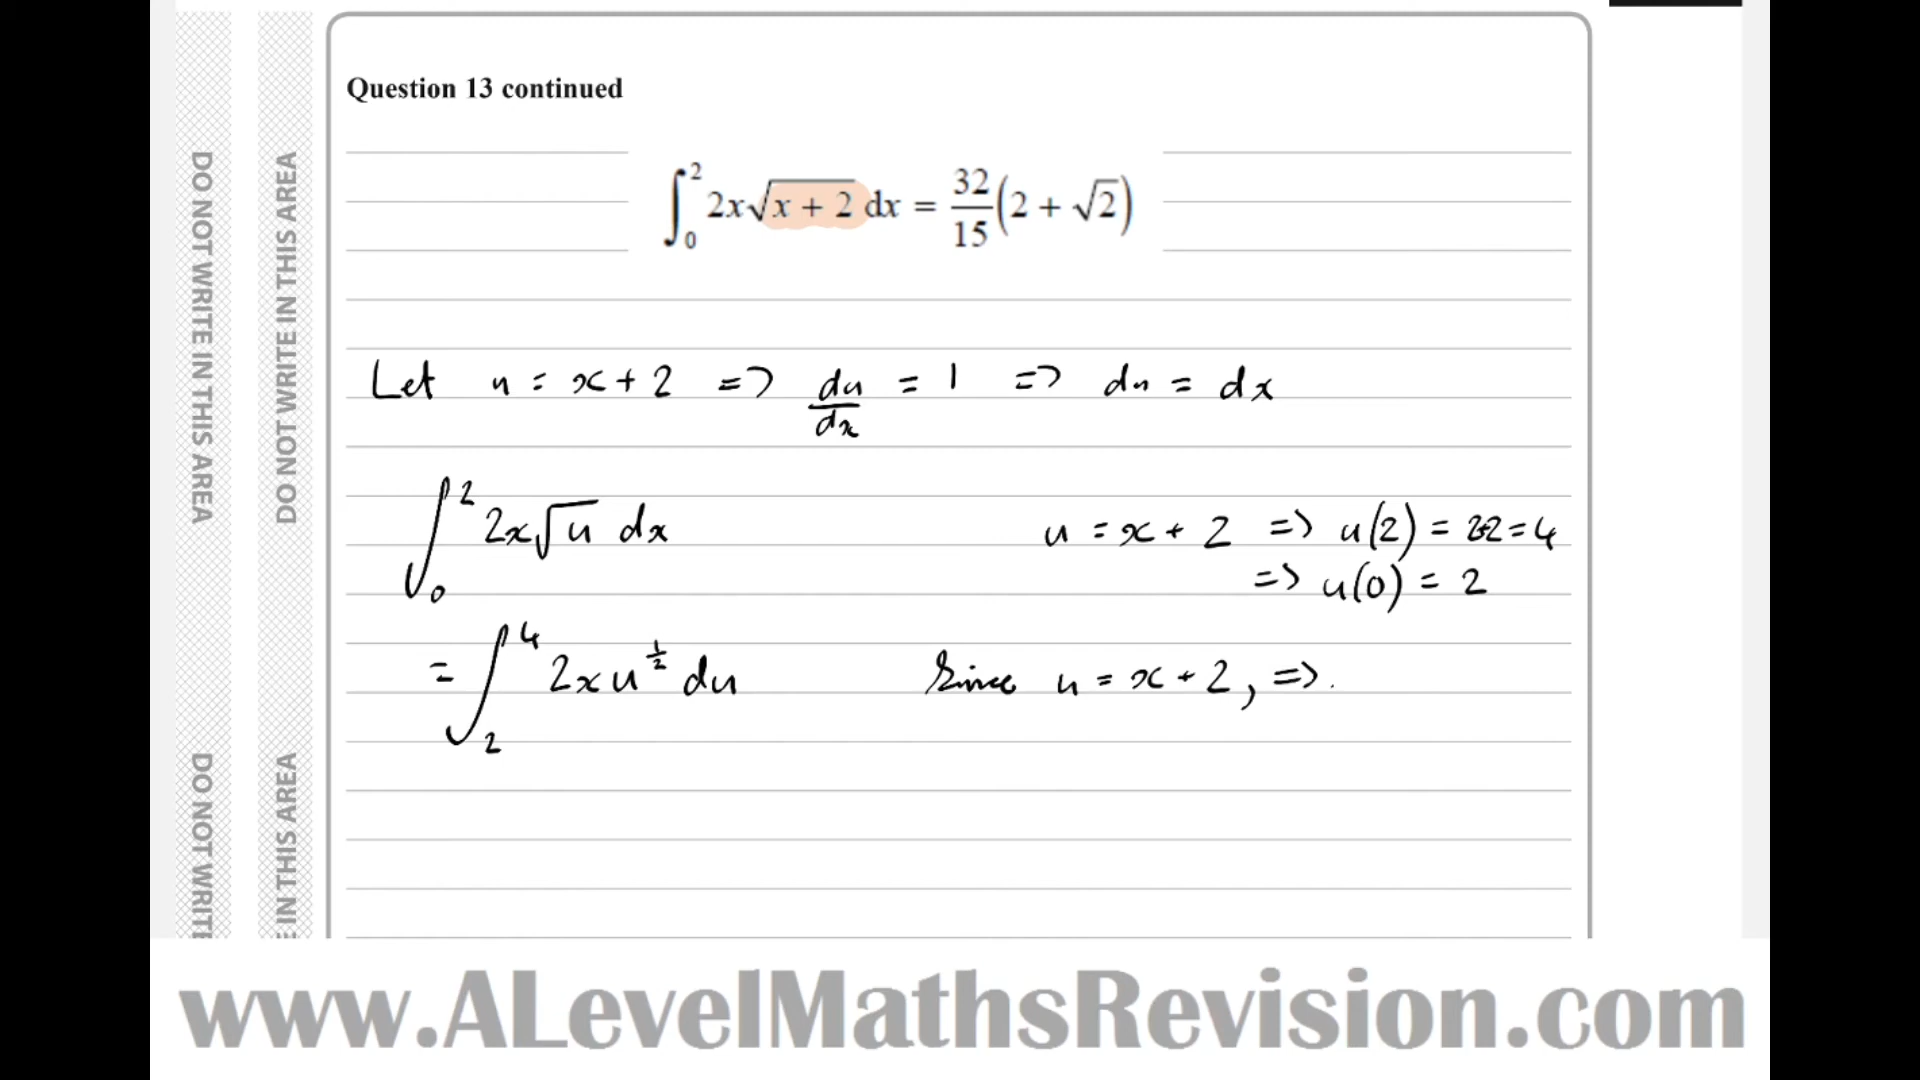 Question 13 continued
∫₀² 2x√(x + 2) dx = 32/15 (2 + √2)
Let u = x + 2 => du/dx = 1 => du = dx
∫₀² 2x√u dx
u = x + 2 => u(2) = 2+2 = 4
=> u(0) = 2
= ∫₂⁴ 2x u^½ du
Since u = x + 2, =>.
DO NOT WRITE IN THIS AREA
DO NOT WRITE IN THIS AREA
DO NOT WRITE
E IN THIS AREA
www.ALevelMathsRevision.com